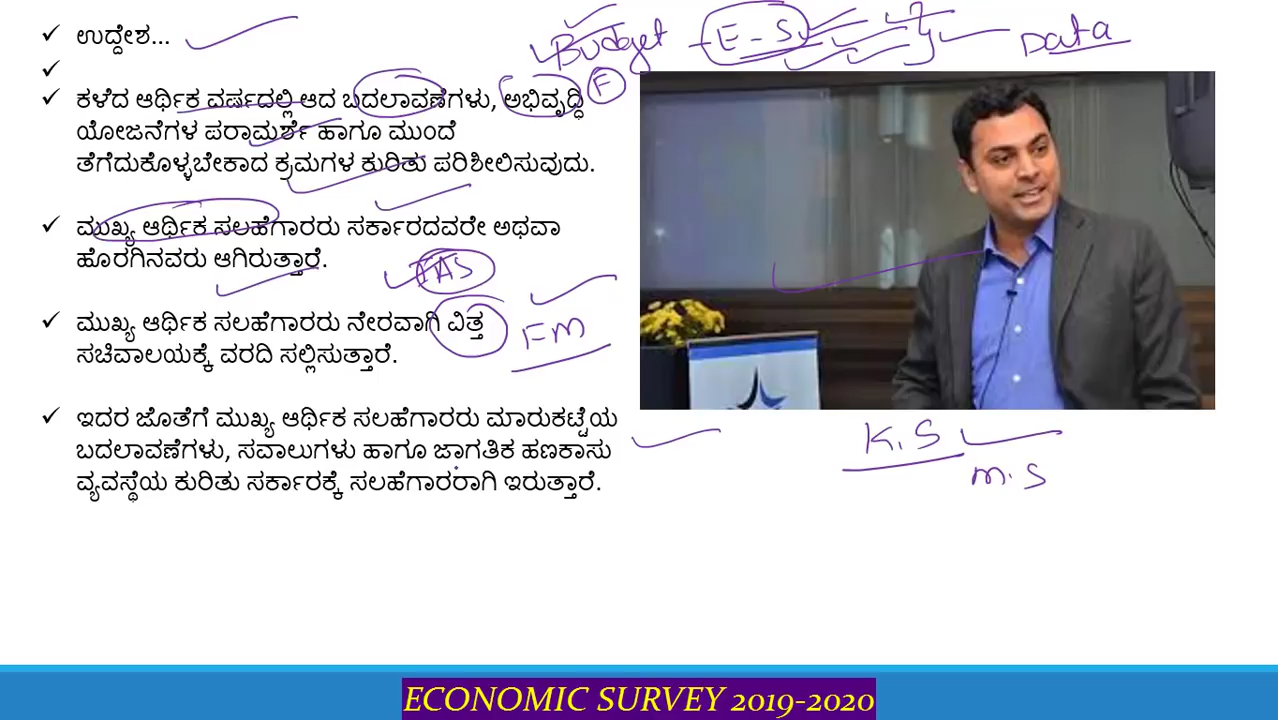 ಉದ್ದೇಶ...
Budget E-S Data
ಕಳೆದ ಆರ್ಥಿಕ ವರ್ಷದಲ್ಲಿ ಆದ ಬದಲಾವಣೆಗಳು, ಅಭಿವೃದ್ಧಿ F
ಯೋಜನೆಗಳ ಪರಾಮರ್ಶೆ ಹಾಗೂ ಮುಂದೆ
ತೆಗೆದುಕೊಳ್ಳಬೇಕಾದ ಕ್ರಮಗಳ ಕುರಿತು ಪರಿಶೀಲಿಸುವುದು.
ಮುಖ್ಯ ಆರ್ಥಿಕ ಸಲಹೆಗಾರರು ಸರ್ಕಾರದವರೇ ಅಥವಾ
ಹೊರಗಿನವರು ಆಗಿರುತ್ತಾರೆ.
IAS
ಮುಖ್ಯ ಆರ್ಥಿಕ ಸಲಹೆಗಾರರು ನೇರವಾಗಿ ವಿತ್ತ
FM
ಸಚಿವಾಲಯಕ್ಕೆ ವರದಿ ಸಲ್ಲಿಸುತ್ತಾರೆ.
ಇದರ ಜೊತೆಗೆ ಮುಖ್ಯ ಆರ್ಥಿಕ ಸಲಹೆಗಾರರು ಮಾರುಕಟ್ಟೆಯ
ಬದಲಾವಣೆಗಳು, ಸವಾಲುಗಳು ಹಾಗೂ ಜಾಗತಿಕ ಹಣಕಾಸು
ವ್ಯವಸ್ಥೆಯ ಕುರಿತು ಸರ್ಕಾರಕ್ಕೆ ಸಲಹೆಗಾರರಾಗಿ ಇರುತ್ತಾರೆ.
K.S
M.S
ECONOMIC SURVEY 2019-2020